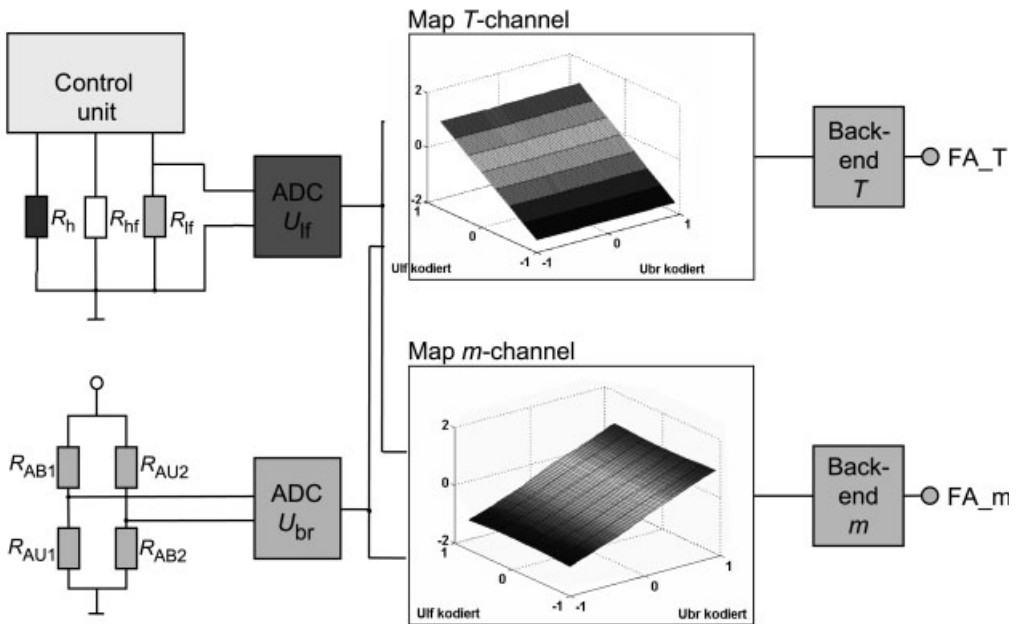 Map T-channel
Control
unit
R_h
R_hf
R_lf
ADC
U_lf
2
0
-2
1
0
-1
-1
0
1
Ulf kodiert
Ubr kodiert
Back-
end
T
FA_T
Map m-channel
R_AB1
R_AU2
R_AU1
R_AB2
ADC
U_br
2
0
-2
1
0
-1
-1
0
1
Ulf kodiert
Ubr kodiert
Back-
end
m
FA_m